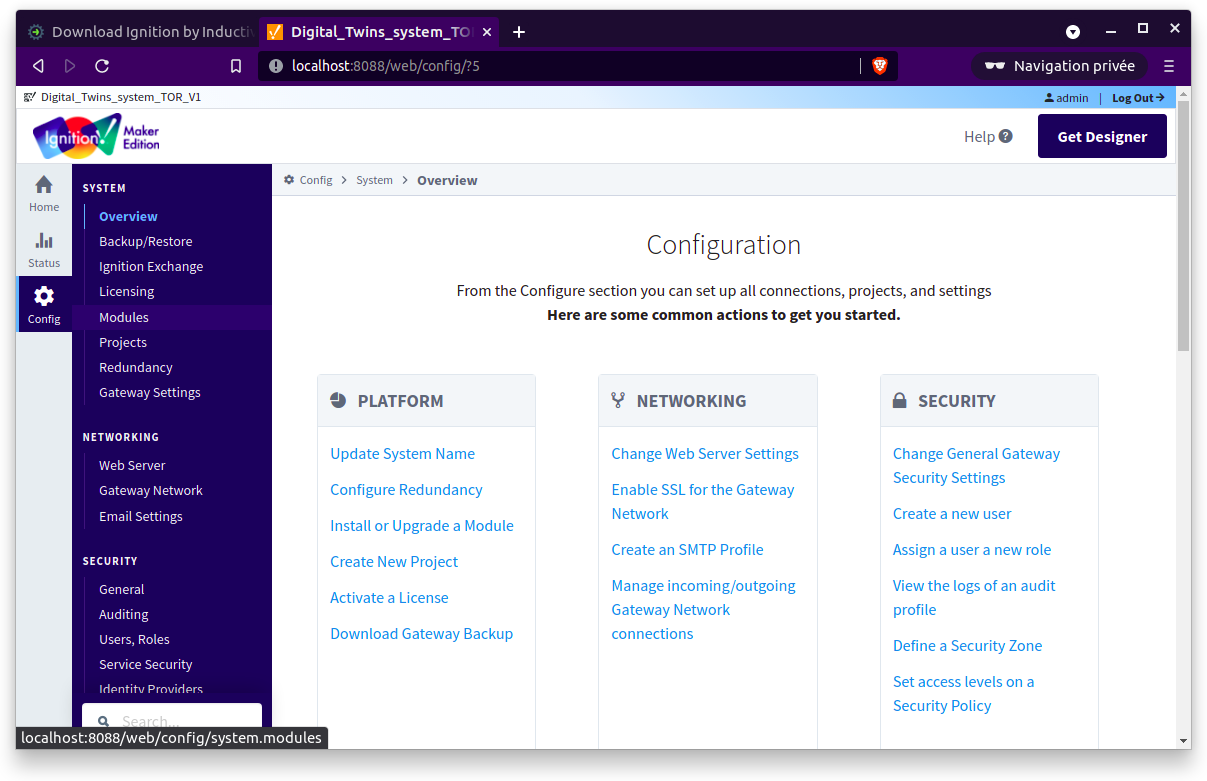 Download Ignition by Inductiv
Digital_Twins_system_TOR
localhost:8088/web/config/?5
Navigation privée
Digital_Twins_system_TOR_V1
admin | Log Out
Ignition!
Maker
Edition
Help
Get Designer
Home
Status
Config
SYSTEM
Overview
Backup/Restore
Ignition Exchange
Licensing
Modules
Projects
Redundancy
Gateway Settings
NETWORKING
Web Server
Gateway Network
Email Settings
SECURITY
General
Auditing
Users, Roles
Service Security
Identity Providers
Search...
localhost:8088/web/config/system.modules
Config > System > Overview
Configuration
From the Configure section you can set up all connections, projects, and settings
Here are some common actions to get you started.
PLATFORM
Update System Name
Configure Redundancy
Install or Upgrade a Module
Create New Project
Activate a License
Download Gateway Backup
NETWORKING
Change Web Server Settings
Enable SSL for the Gateway
Network
Create an SMTP Profile
Manage incoming/outgoing
Gateway Network
connections
SECURITY
Change General Gateway
Security Settings
Create a new user
Assign a user a new role
View the logs of an audit
profile
Define a Security Zone
Set access levels on a
Security Policy